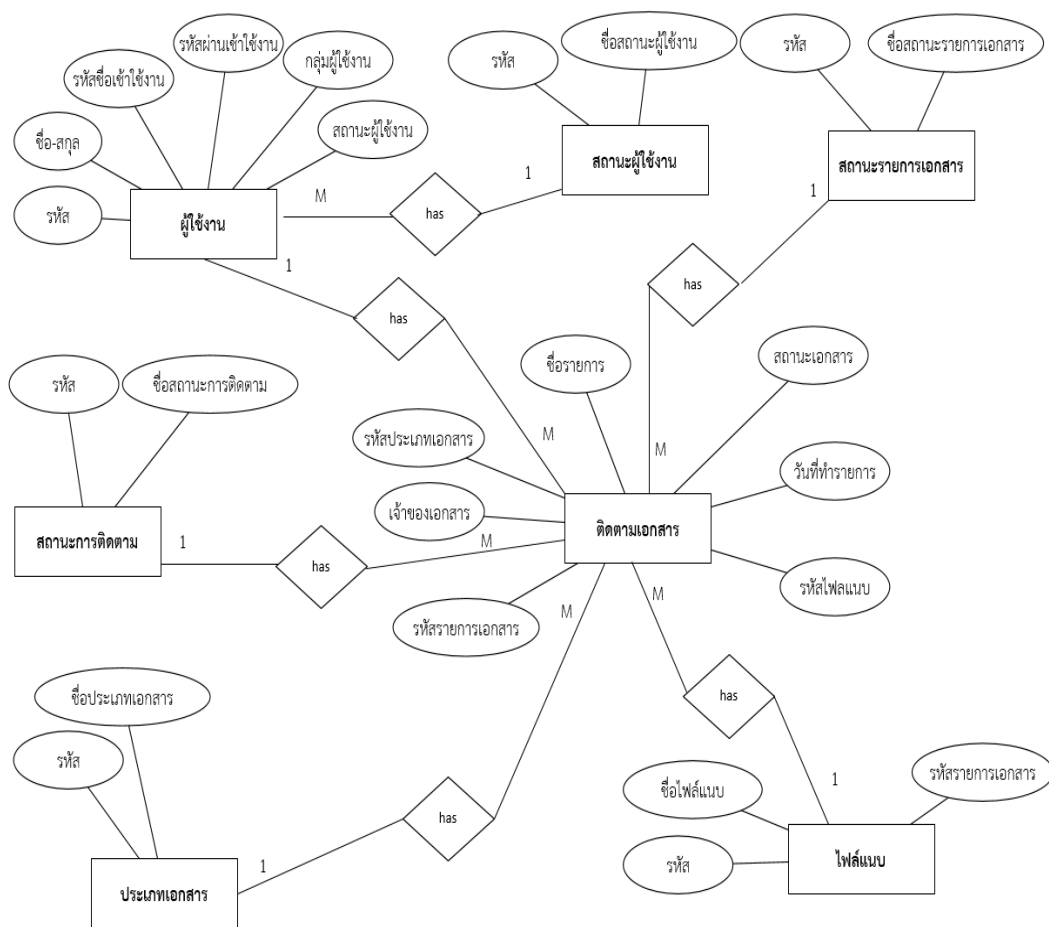 รหัสผ่านเข้าใช้งาน
กลุ่มผู้ใช้งาน
รหัสชื่อเข้าใช้งาน
สถานะผู้ใช้งาน
ชื่อ-สกุล
รหัส
ผู้ใช้งาน
M
has
1
รหัส
ชื่อสถานะผู้ใช้งาน
สถานะผู้ใช้งาน
รหัส
ชื่อสถานะรายการเอกสาร
สถานะรายการเอกสาร
1
has
M
1
has
M
รหัส
ชื่อสถานะการติดตาม
สถานะการติดตาม
1
has
M
ชื่อรายการ
สถานะเอกสาร
รหัสประเภทเอกสาร
วันที่ทำรายการ
เจ้าของเอกสาร
ติดตามเอกสาร
รหัสไฟลแนบ
รหัสรายการเอกสาร
M
M
has
1
ชื่อประเภทเอกสาร
รหัส
has
1
ประเภทเอกสาร
ชื่อไฟล์แนบ
รหัสรายการเอกสาร
รหัส
ไฟล์แนบ